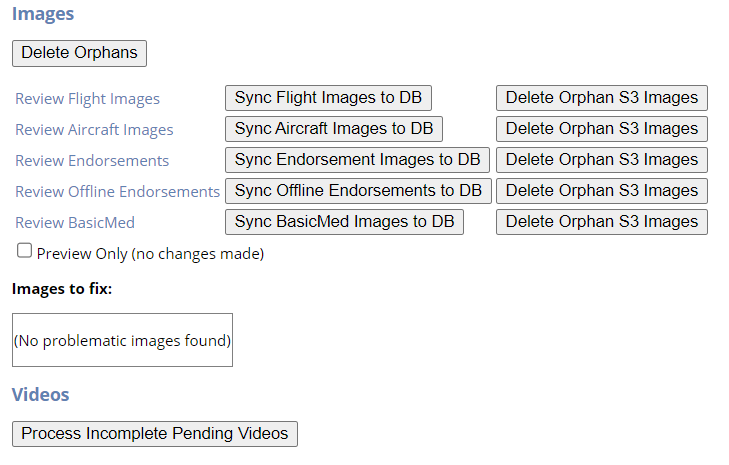 Images
Delete Orphans
Review Flight Images Sync Flight Images to DB Delete Orphan S3 Images
Review Aircraft Images Sync Aircraft Images to DB Delete Orphan S3 Images
Review Endorsements Sync Endorsement Images to DB Delete Orphan S3 Images
Review Offline Endorsements Sync Offline Endorsements to DB Delete Orphan S3 Images
Review BasicMed Sync BasicMed Images to DB Delete Orphan S3 Images
Preview Only (no changes made)
Images to fix:
(No problematic images found)
Videos
Process Incomplete Pending Videos